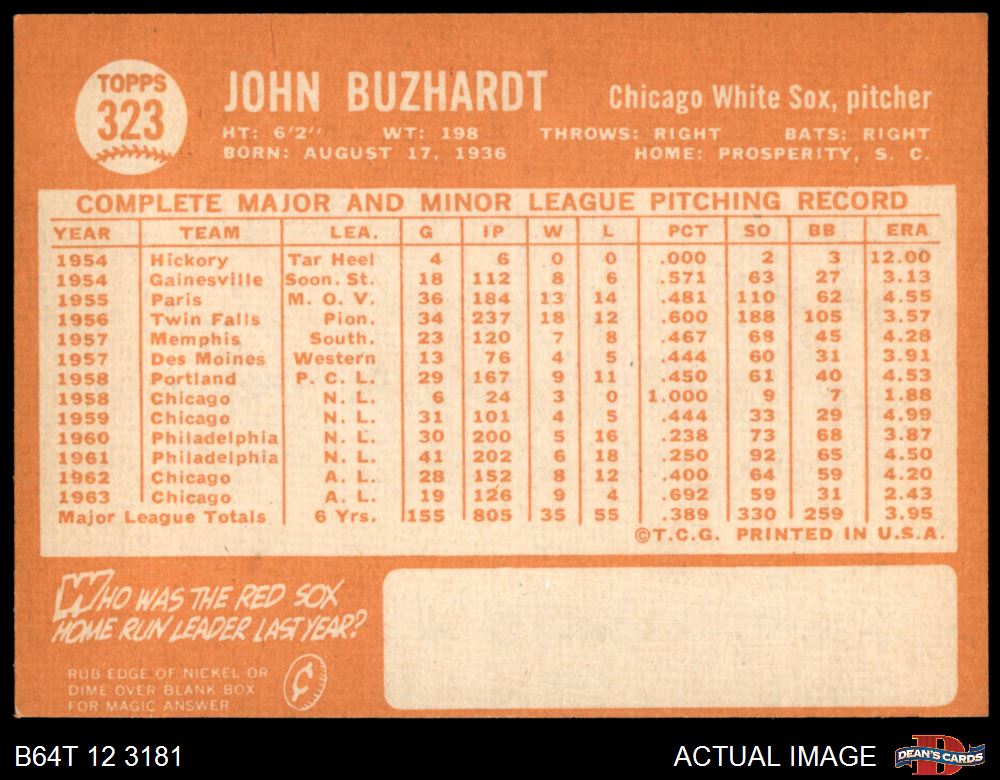 TOPPS
323
JOHN BUZHARDT
Chicago White Sox, pitcher
HT: 6'2" WT: 198 THROWS: RIGHT BATS: RIGHT
BORN: AUGUST 17, 1936 HOME: PROSPERITY, S. C.
COMPLETE MAJOR AND MINOR LEAGUE PITCHING RECORD
YEAR TEAM LEA. G IP W L PCT SO BB ERA
1954 Hickory Tar Heel 4 6 0 0 .000 2 3 12.00
1954 Gainesville Soon. St. 18 112 8 6 .571 63 27 3.13
1955 Paris M. O. V. 36 184 13 14 .481 110 62 4.55
1956 Twin Falls Pion. 34 237 18 12 .600 188 105 3.57
1957 Memphis South. 23 120 7 8 .467 68 45 4.28
1957 Des Moines Western 13 76 4 5 .444 60 31 3.91
1958 Portland P. C. L. 29 167 9 11 .450 61 40 4.53
1958 Chicago N. L. 6 24 3 0 1.000 9 7 1.88
1959 Chicago N. L. 31 101 4 5 .444 33 29 4.99
1960 Philadelphia N. L. 30 200 5 16 .238 73 68 3.87
1961 Philadelphia N. L. 41 202 6 18 .250 92 65 4.50
1962 Chicago A. L. 28 152 8 12 .400 64 59 4.20
1963 Chicago A. L. 19 126 9 4 .692 59 31 2.43
Major League Totals 6 Yrs. 155 805 35 55 .389 330 259 3.95
©T.C.G. PRINTED IN U.S.A.
WHO WAS THE RED SOX
HOME RUN LEADER LAST YEAR?
RUB EDGE OF NICKEL OR
DIME OVER BLANK BOX
FOR MAGIC ANSWER
¢
B64T 12 3181
ACTUAL IMAGE
D
DEAN'S CARDS